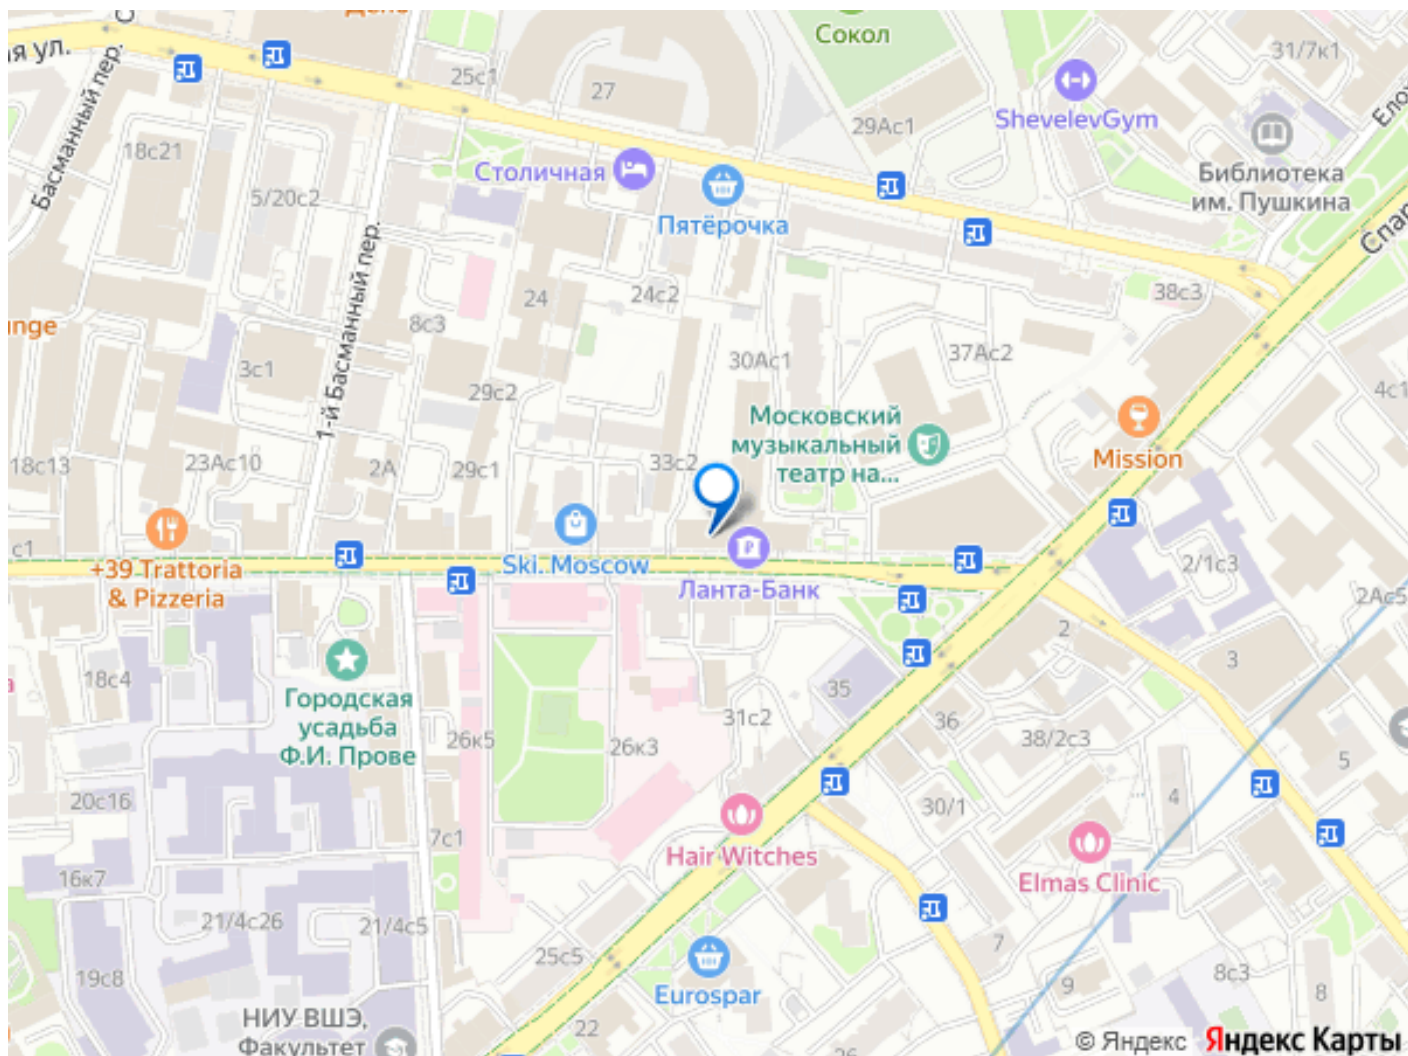 Сокол
31/7к1
25с1
27
ShevelevGym
29Ас1
Басманный пер.
18с21
Столичная
Библиотека
им. Пушкина
5/20с2
Пятёрочка
1-й Басманный пер.
24
24с2
38с3
8с3
3с1
30Ас1
37Ас2
29с2
4с1
Московский
музыкальный
театр на...
18с13
23Ас10
2А
29с1
33с2
Mission
с1
Ski. Moscow
+39 Trattoria
& Pizzeria
Ланта-Банк
2/1с3
2Ас5
2
3
18с4
35
Городская
усадьба
Ф.И. Прове
31с2
36
26к5
26к3
38/2с3
5
20с16
4
30/1
7с1
Hair Witches
16к7
Elmas Clinic
21/4с26
21/4с5
7
25с5
19с8
8с3
Eurospar
9
8
НИУ ВШЭ,
Факультет
22
26
© Яндекс
Яндекс Карты